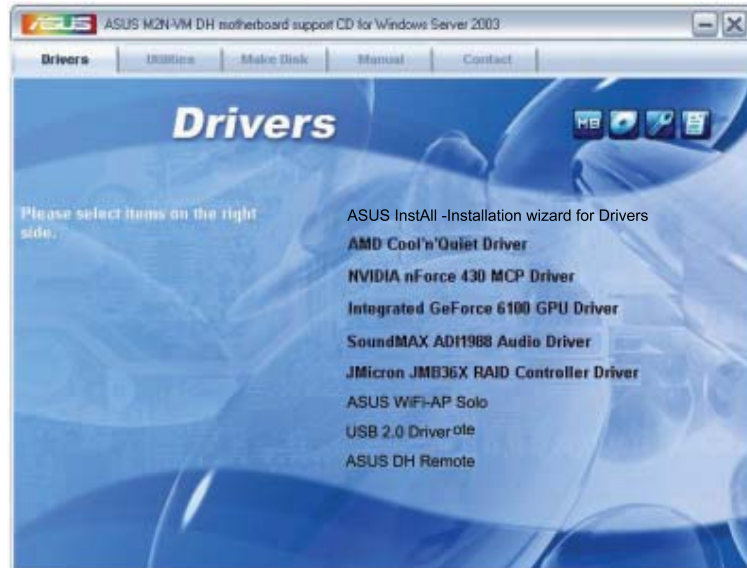 ASUS ASUS M2N-VM DH motherboard support CD for Windows Server 2003
Drivers Utilities Make Disk Manual Contact
Drivers
MB
Please select items on the right
side.
ASUS InstAll -Installation wizard for Drivers
AMD Cool'n'Quiet Driver
NVIDIA nForce 430 MCP Driver
Integrated GeForce 6100 GPU Driver
SoundMAX ADI1988 Audio Driver
JMicron JMB36X RAID Controller Driver
ASUS WiFi-AP Solo
USB 2.0 Driver ote
ASUS DH Remote